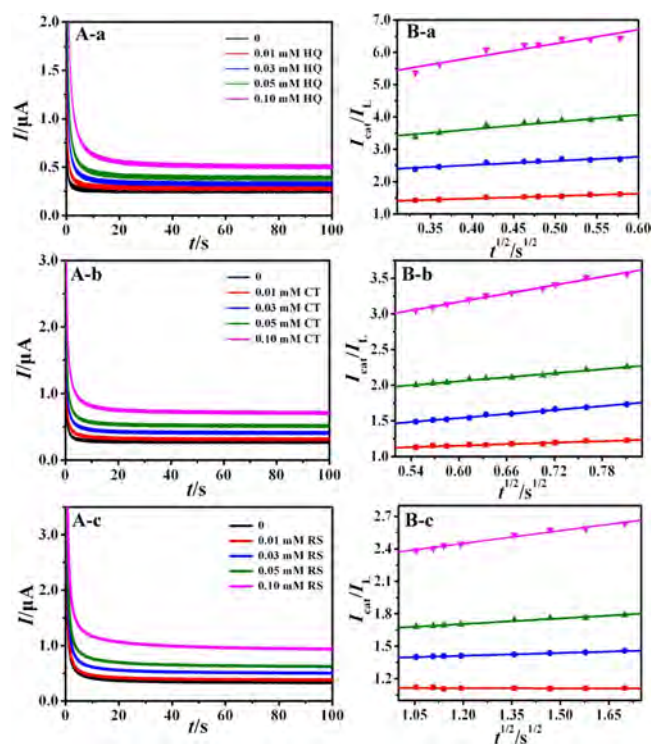 A-a
0
0.01 mM HQ
0.03 mM HQ
0.05 mM HQ
0.10 mM HQ
I/μA
2.0
1.5
1.0
0.5
0.0
0 20 40 60 80 100
t/s
B-a
Icat/IL
7.0
6.0
5.0
4.0
3.0
2.0
1.0
0.35 0.40 0.45 0.50 0.55 0.60
t1/2/s1/2
A-b
0
0.01 mM CT
0.03 mM CT
0.05 mM CT
0.10 mM CT
I/μA
3.0
2.0
1.0
0.0
0 20 40 60 80 100
t/s
B-b
Icat/IL
3.5
3.0
2.5
2.0
1.5
1.0
0.54 0.60 0.66 0.72 0.78
t1/2/s1/2
A-c
0
0.01 mM RS
0.03 mM RS
0.05 mM RS
0.10 mM RS
I/μA
3.0
2.0
1.0
0.0
0 20 40 60 80 100
t/s
B-c
Icat/IL
2.7
2.4
2.1
1.8
1.5
1.2
1.05 1.20 1.35 1.50 1.65
t1/2/s1/2